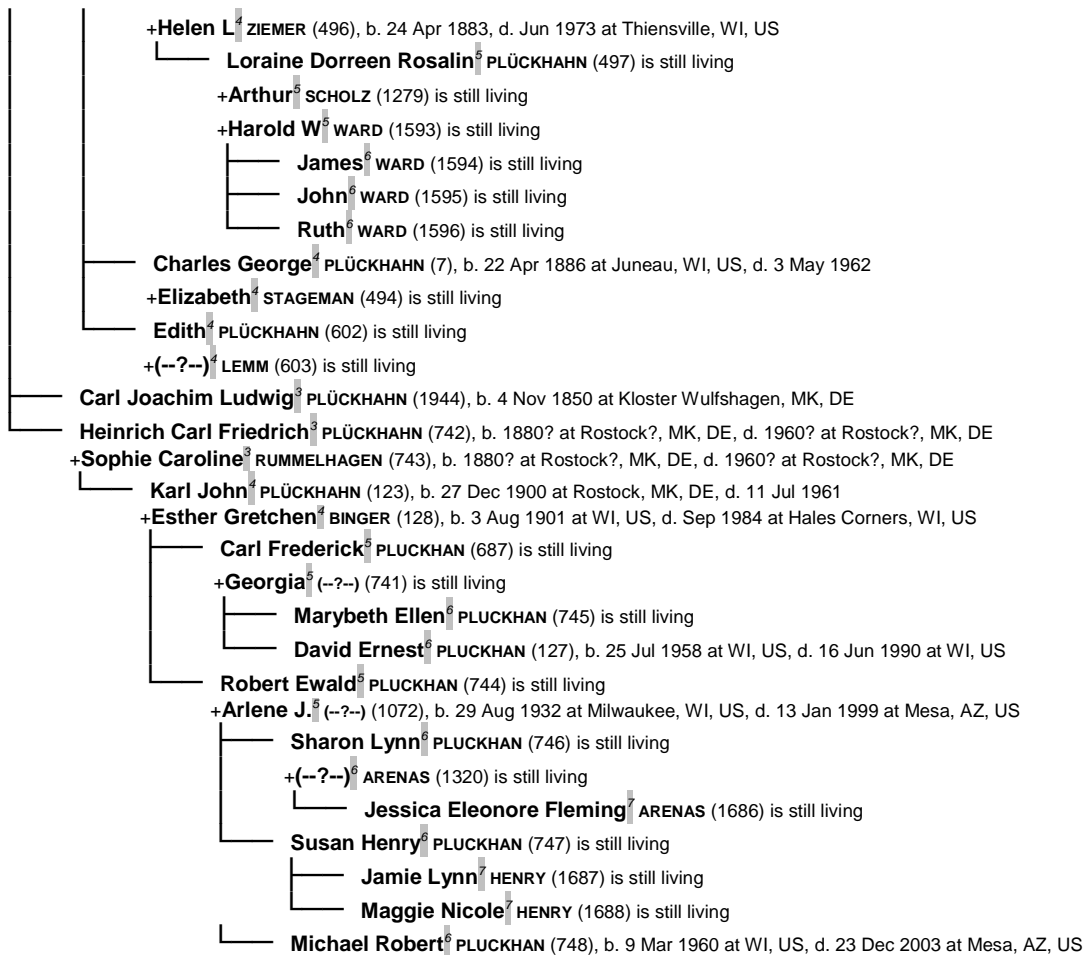 +Helen L4 ZIEMER (496), b. 24 Apr 1883, d. Jun 1973 at Thiensville, WI, US
Loraine Dorreen Rosalin5 PLÜCKHAHN (497) is still living
+Arthur5 SCHOLZ (1279) is still living
+Harold W5 WARD (1593) is still living
James6 WARD (1594) is still living
John6 WARD (1595) is still living
Ruth6 WARD (1596) is still living
Charles George4 PLÜCKHAHN (7), b. 22 Apr 1886 at Juneau, WI, US, d. 3 May 1962
+Elizabeth4 STAGEMAN (494) is still living
Edith4 PLÜCKHAHN (602) is still living
+(--?--)4 LEMM (603) is still living
Carl Joachim Ludwig3 PLÜCKHAHN (1944), b. 4 Nov 1850 at Kloster Wulfshagen, MK, DE
Heinrich Carl Friedrich3 PLÜCKHAHN (742), b. 1880? at Rostock?, MK, DE, d. 1960? at Rostock?, MK, DE
+Sophie Caroline3 RUMMELHAGEN (743), b. 1880? at Rostock?, MK, DE, d. 1960? at Rostock?, MK, DE
Karl John4 PLÜCKHAHN (123), b. 27 Dec 1900 at Rostock, MK, DE, d. 11 Jul 1961
+Esther Gretchen4 BINGER (128), b. 3 Aug 1901 at WI, US, d. Sep 1984 at Hales Corners, WI, US
Carl Frederick5 PLUCKHAN (687) is still living
+Georgia5 (--?--) (741) is still living
Marybeth Ellen6 PLUCKHAN (745) is still living
David Ernest6 PLUCKHAN (127), b. 25 Jul 1958 at WI, US, d. 16 Jun 1990 at WI, US
Robert Ewald5 PLUCKHAN (744) is still living
+Arlene J.5 (--?--) (1072), b. 29 Aug 1932 at Milwaukee, WI, US, d. 13 Jan 1999 at Mesa, AZ, US
Sharon Lynn6 PLUCKHAN (746) is still living
+(--?--)6 ARENAS (1320) is still living
Jessica Eleonore Fleming7 ARENAS (1686) is still living
Susan Henry6 PLUCKHAN (747) is still living
Jamie Lynn7 HENRY (1687) is still living
Maggie Nicole7 HENRY (1688) is still living
Michael Robert6 PLUCKHAN (748), b. 9 Mar 1960 at WI, US, d. 23 Dec 2003 at Mesa, AZ, US